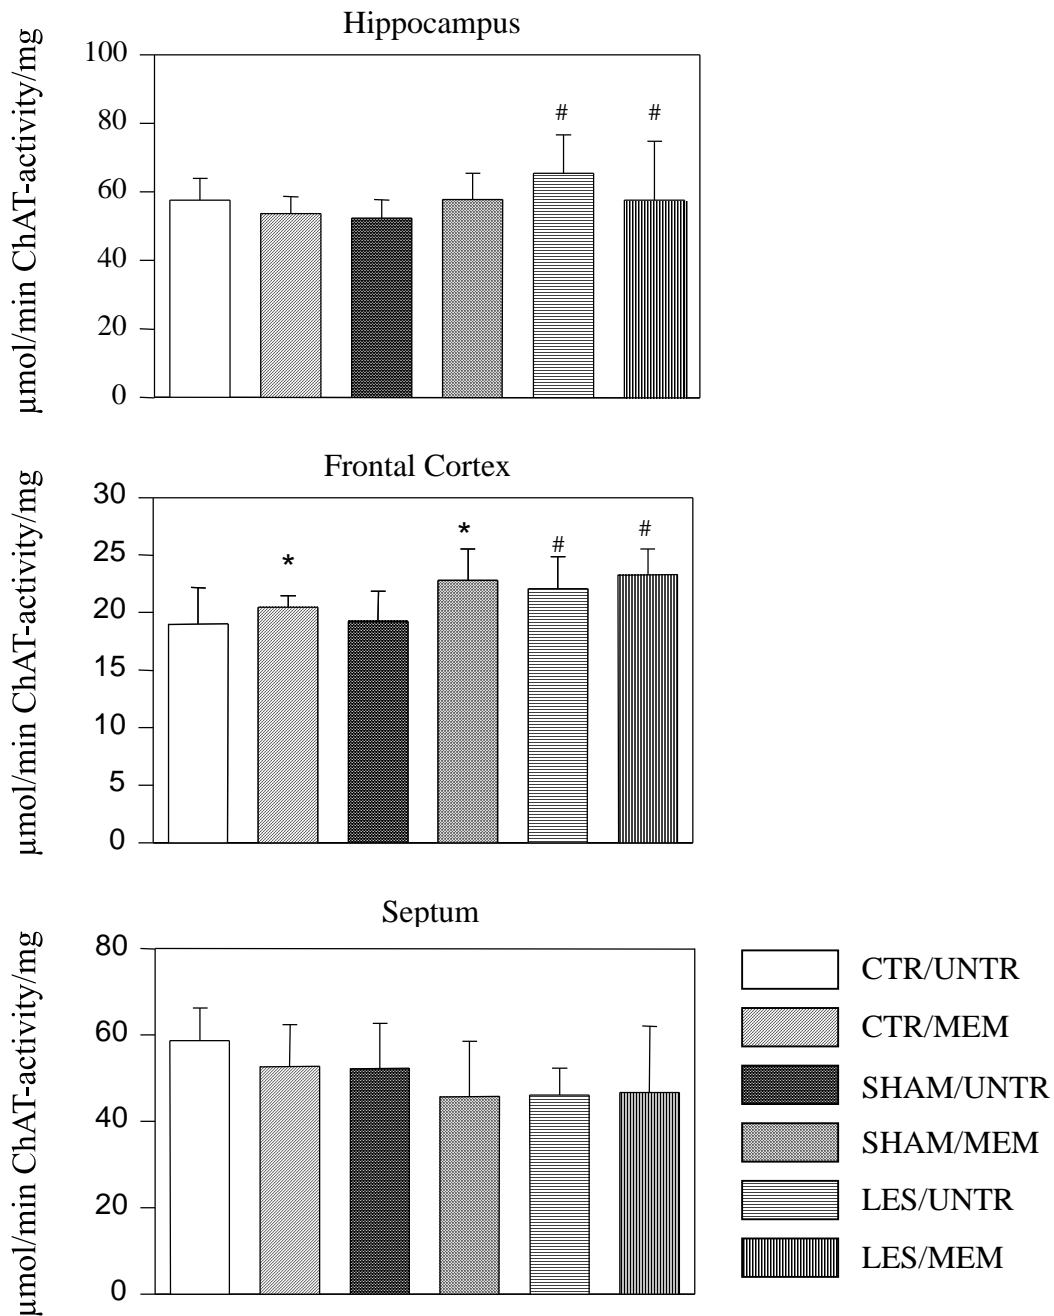 Hippocampus
μmol/min ChAT-activity/mg
100
80
60
40
20
0
#
#
Frontal Cortex
μmol/min ChAT-activity/mg
30
25
20
15
10
5
0
*
*
#
#
Septum
μmol/min ChAT-activity/mg
80
60
40
20
0
CTR/UNTR
CTR/MEM
SHAM/UNTR
SHAM/MEM
LES/UNTR
LES/MEM